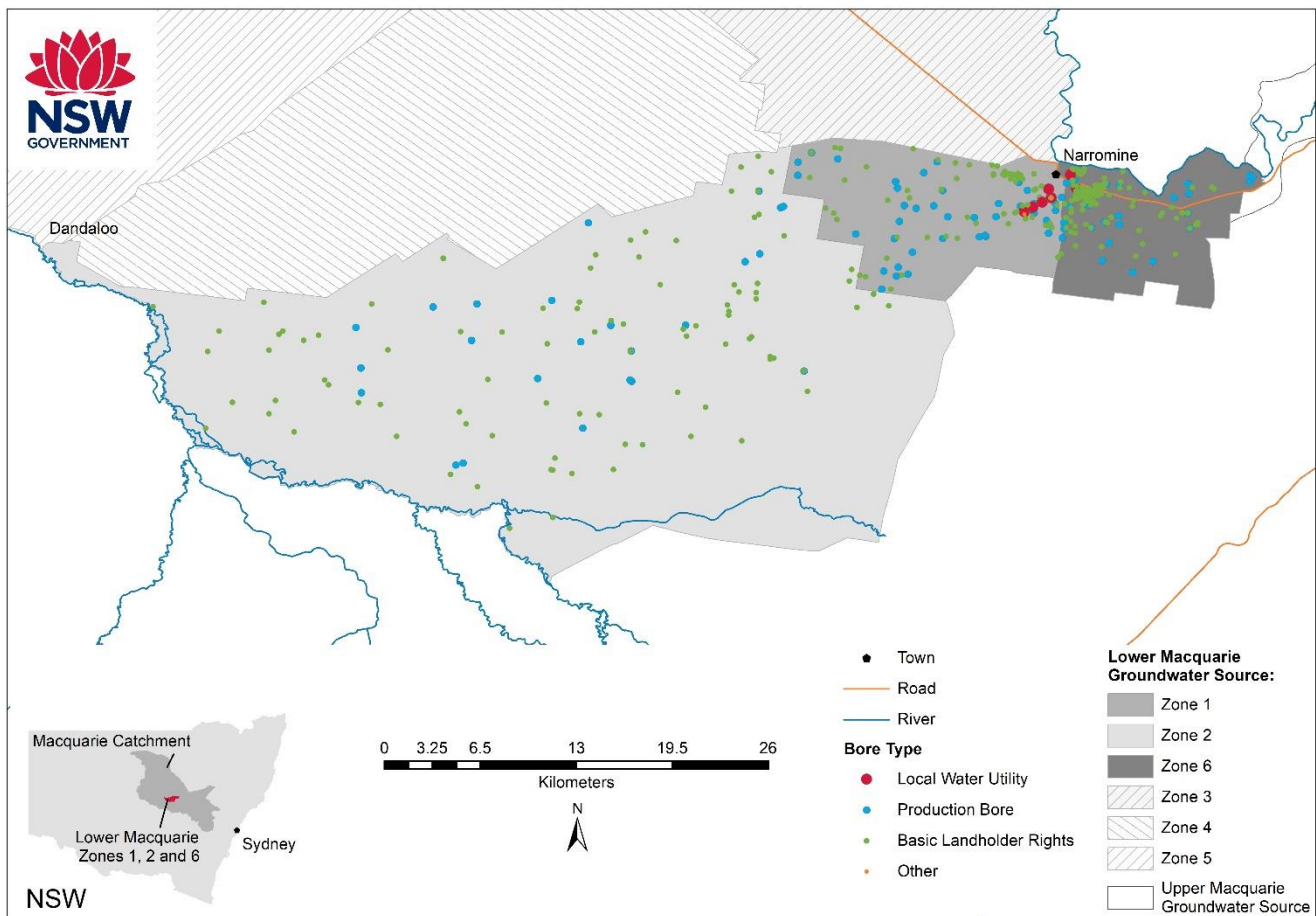 NSW
GOVERNMENT
Narromine
Dandaloo
Macquarie Catchment
Lower Macquarie
Zones 1, 2 and 6
Sydney
NSW
0 3.25 6.5 13 19.5 26
Kilometers
N
Town
Road
River
Bore Type
Local Water Utility
Production Bore
Basic Landholder Rights
Other
Lower Macquarie
Groundwater Source:
Zone 1
Zone 2
Zone 6
Zone 3
Zone 4
Zone 5
Upper Macquarie
Groundwater Source